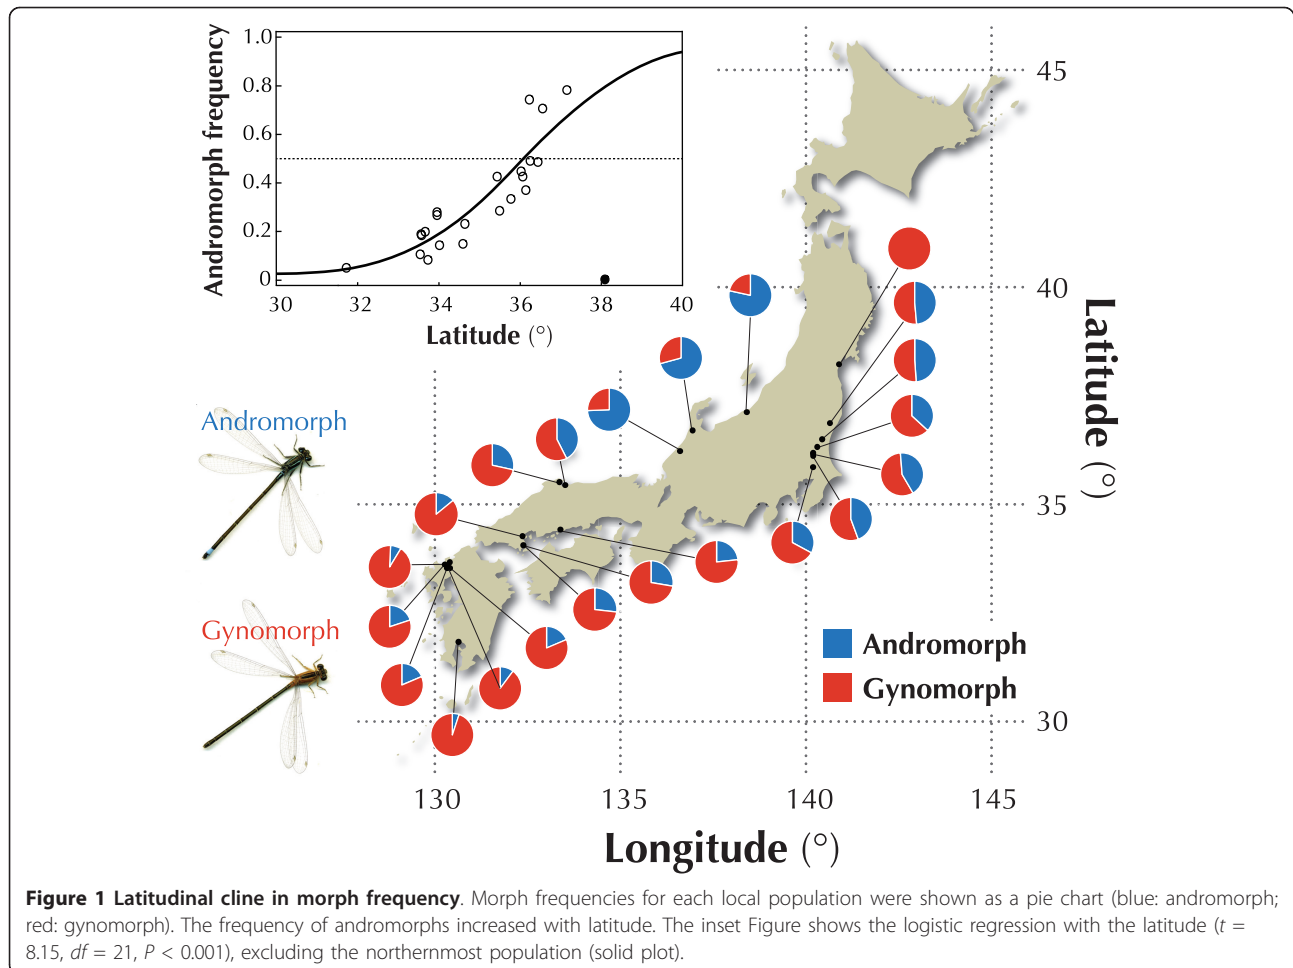 1.0
0.8
0.6
0.4
0.2
0
Andromorph frequency
30 32 34 36 38 40
Latitude (°)
45
40
35
30
Latitude (°)
Andromorph
Gynomorph
Andromorph
Gynomorph
130 135 140 145
Longitude (°)
Figure 1 Latitudinal cline in morph frequency. Morph frequencies for each local population were shown as a pie chart (blue: andromorph;
red: gynomorph). The frequency of andromorphs increased with latitude. The inset Figure shows the logistic regression with the latitude (t =
8.15, df = 21, P < 0.001), excluding the northernmost population (solid plot).